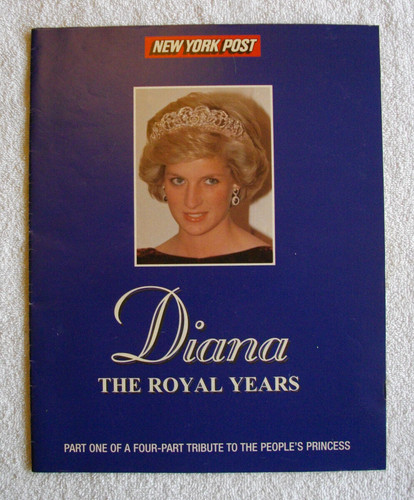 NEW YORK POST
Diana
THE ROYAL YEARS
PART ONE OF A FOUR-PART TRIBUTE TO THE PEOPLE'S PRINCESS